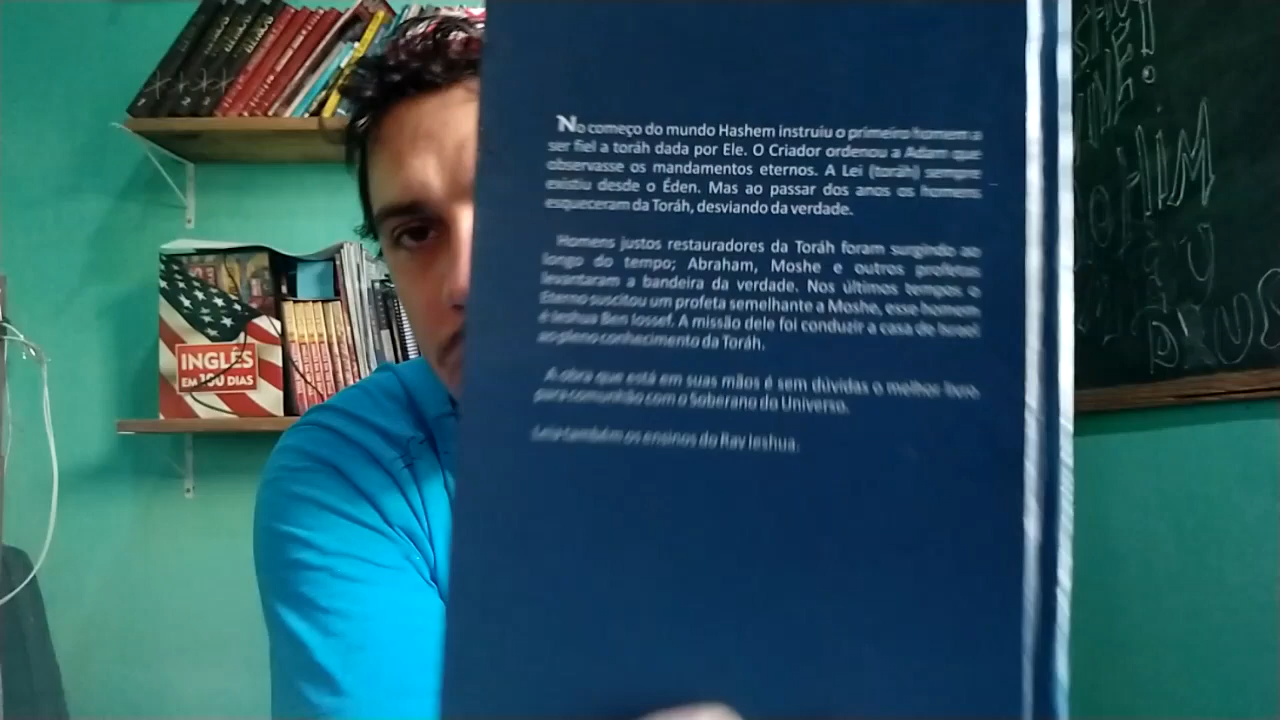 No começo do mundo Hashem instruiu o primeiro homem a
ser fiel a toráh dada por Ele. O Criador ordenou a Adam que
observasse os mandamentos eternos. A Lei (toráh) sempre
existiu desde o Éden. Mas ao passar dos anos os homens
esqueceram da Toráh, desviando da verdade.
Homens justos restauradores da Toráh foram surgindo ao
longo do tempo; Abraham, Moshe e outros profetas
levantaram a bandeira da verdade. Nos últimos tempos o
Eterno suscitou um profeta semelhante a Moshe, esse homem
é Ieshua Ben Iossef. A missão dele foi conduzir a casa de Israel
ao pleno conhecimento da Toráh.
A obra que está em suas mãos é sem dúvidas o melhor livro
para comunhão com o Soberano do Universo.
Leia também os ensinos do Rav Ieshua.
INGLÊS
EM 100 DIAS